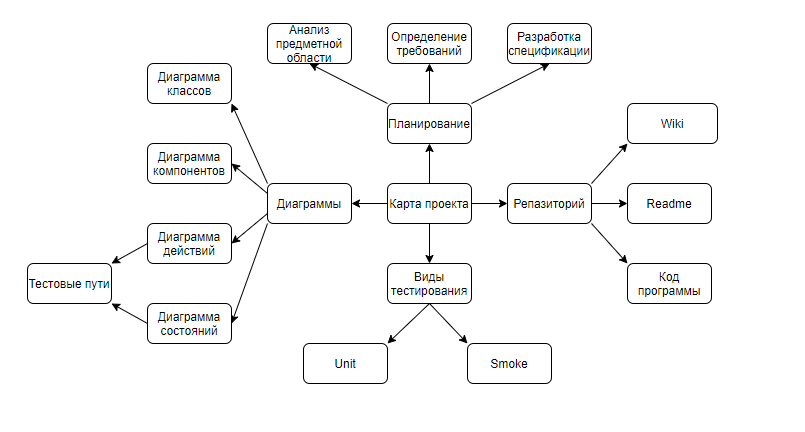 Анализ
предметной
области
Определение
требований
Разработка
спецификации
Диаграмма
классов
Планирование
Wiki
Диаграмма
компонентов
Диаграммы
Карта проекта
Репазиторий
Readme
Диаграмма
действий
Тестовые пути
Виды
тестирования
Код
программы
Диаграмма
состояний
Unit
Smoke